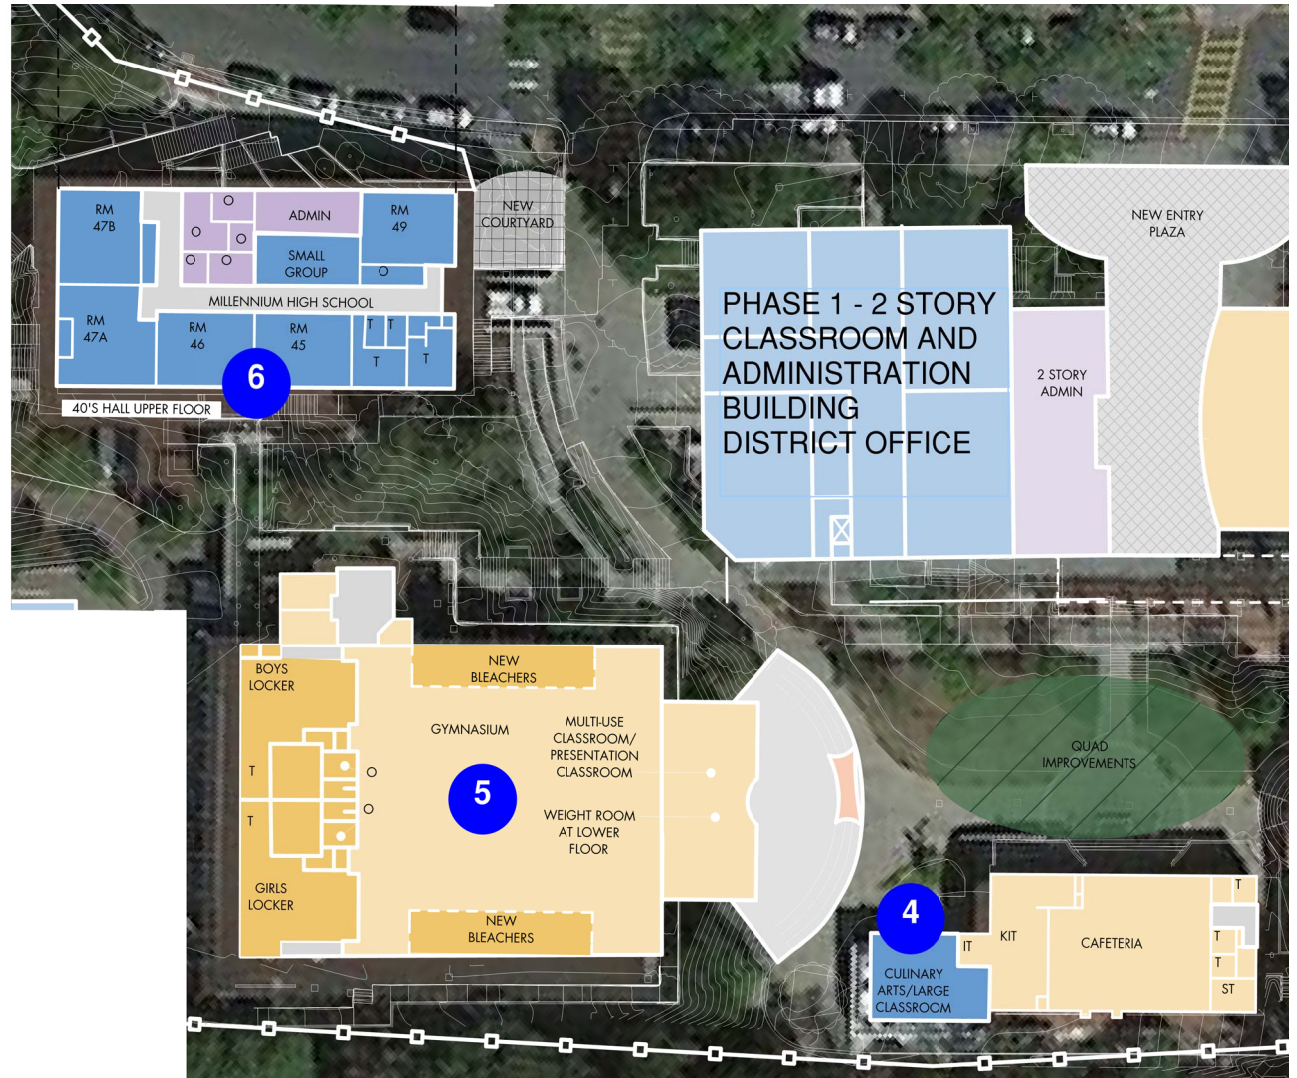 RM
47B
ADMIN
RM
49
NEW
COURTYARD
NEW ENTRY
PLAZA
SMALL
GROUP
MILLENNIUM HIGH SCHOOL
RM
47A
RM
46
RM
45
T T
T
T
6
40'S HALL UPPER FLOOR
PHASE 1 - 2 STORY
CLASSROOM AND
ADMINISTRATION
BUILDING
DISTRICT OFFICE
2 STORY
ADMIN
BOYS
LOCKER
NEW
BLEACHERS
GYMNASIUM
MULTI-USE
CLASSROOM/
PRESENTATION
CLASSROOM
T
5
T
WEIGHT ROOM
AT LOWER
FLOOR
GIRLS
LOCKER
NEW
BLEACHERS
QUAD
IMPROVEMENTS
4
IT
KIT
CAFETERIA
T
T
T
ST
CULINARY
ARTS/LARGE
CLASSROOM